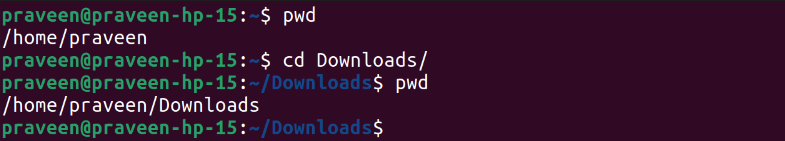 praveen@praveen-hp-15:~$ pwd
/home/praveen
praveen@praveen-hp-15:~$ cd Downloads/
praveen@praveen-hp-15:~/Downloads$ pwd
/home/praveen/Downloads
praveen@praveen-hp-15:~/Downloads$